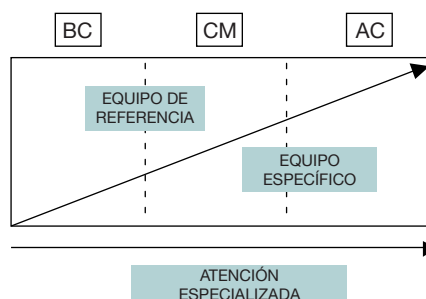 BC
CM
AC
EQUIPO DE
REFERENCIA
EQUIPO
ESPECÍFICO
ATENCIÓN
ESPECIALIZADA